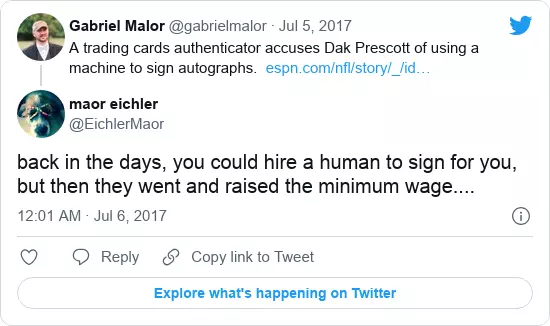 Gabriel Malor @gabrielmalor · Jul 5, 2017
A trading cards authenticator accuses Dak Prescott of using a
machine to sign autographs. espn.com/nfl/story/_/id…
maor eichler
@EichlerMaor
back in the days, you could hire a human to sign for you,
but then they went and raised the minimum wage....
12:01 AM · Jul 6, 2017
Reply
Copy link to Tweet
Explore what's happening on Twitter